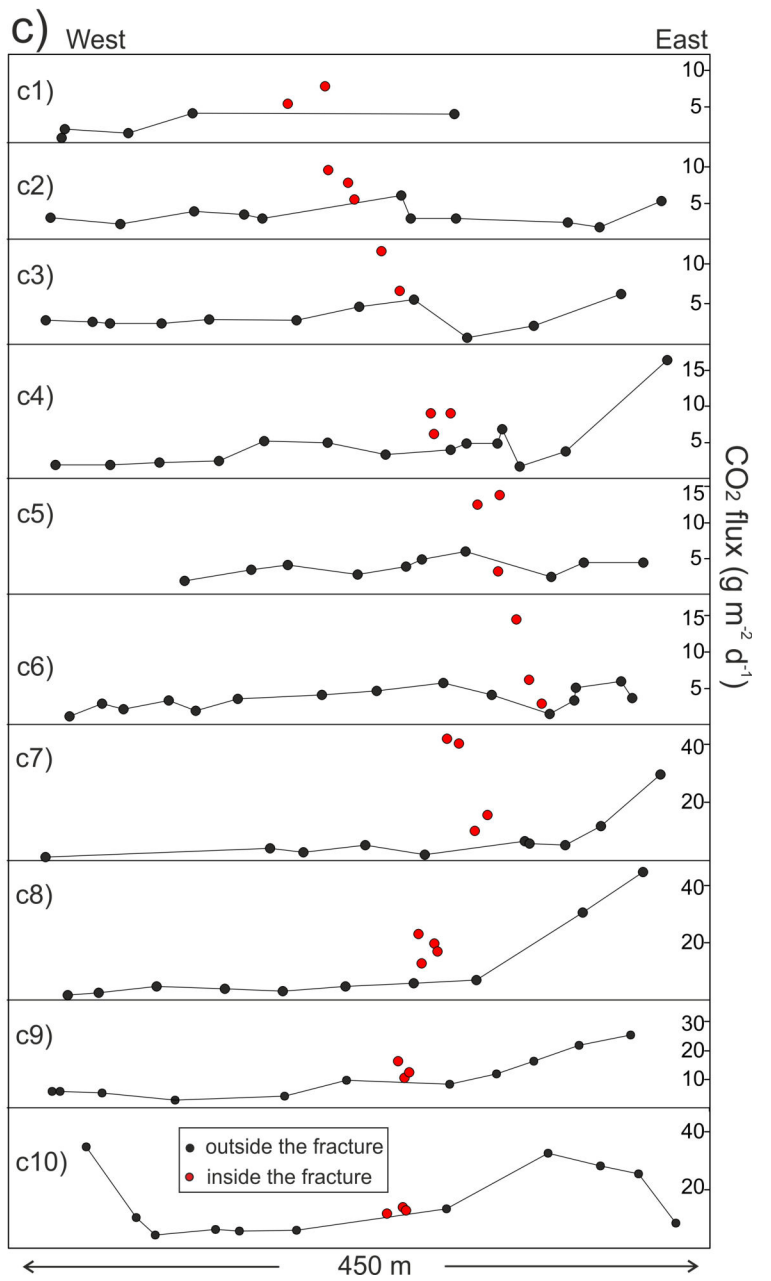 c) West East
c1) 10
5
c2) 10
5
c3) 10
5
c4) 15
10
5
c5) 15
10
5
c6) 15
10
5
c7) 40
20
c8) 40
20
c9) 30
20
10
c10) 40
20
CO₂ flux (g m⁻² d⁻¹)
outside the fracture
inside the fracture
450 m